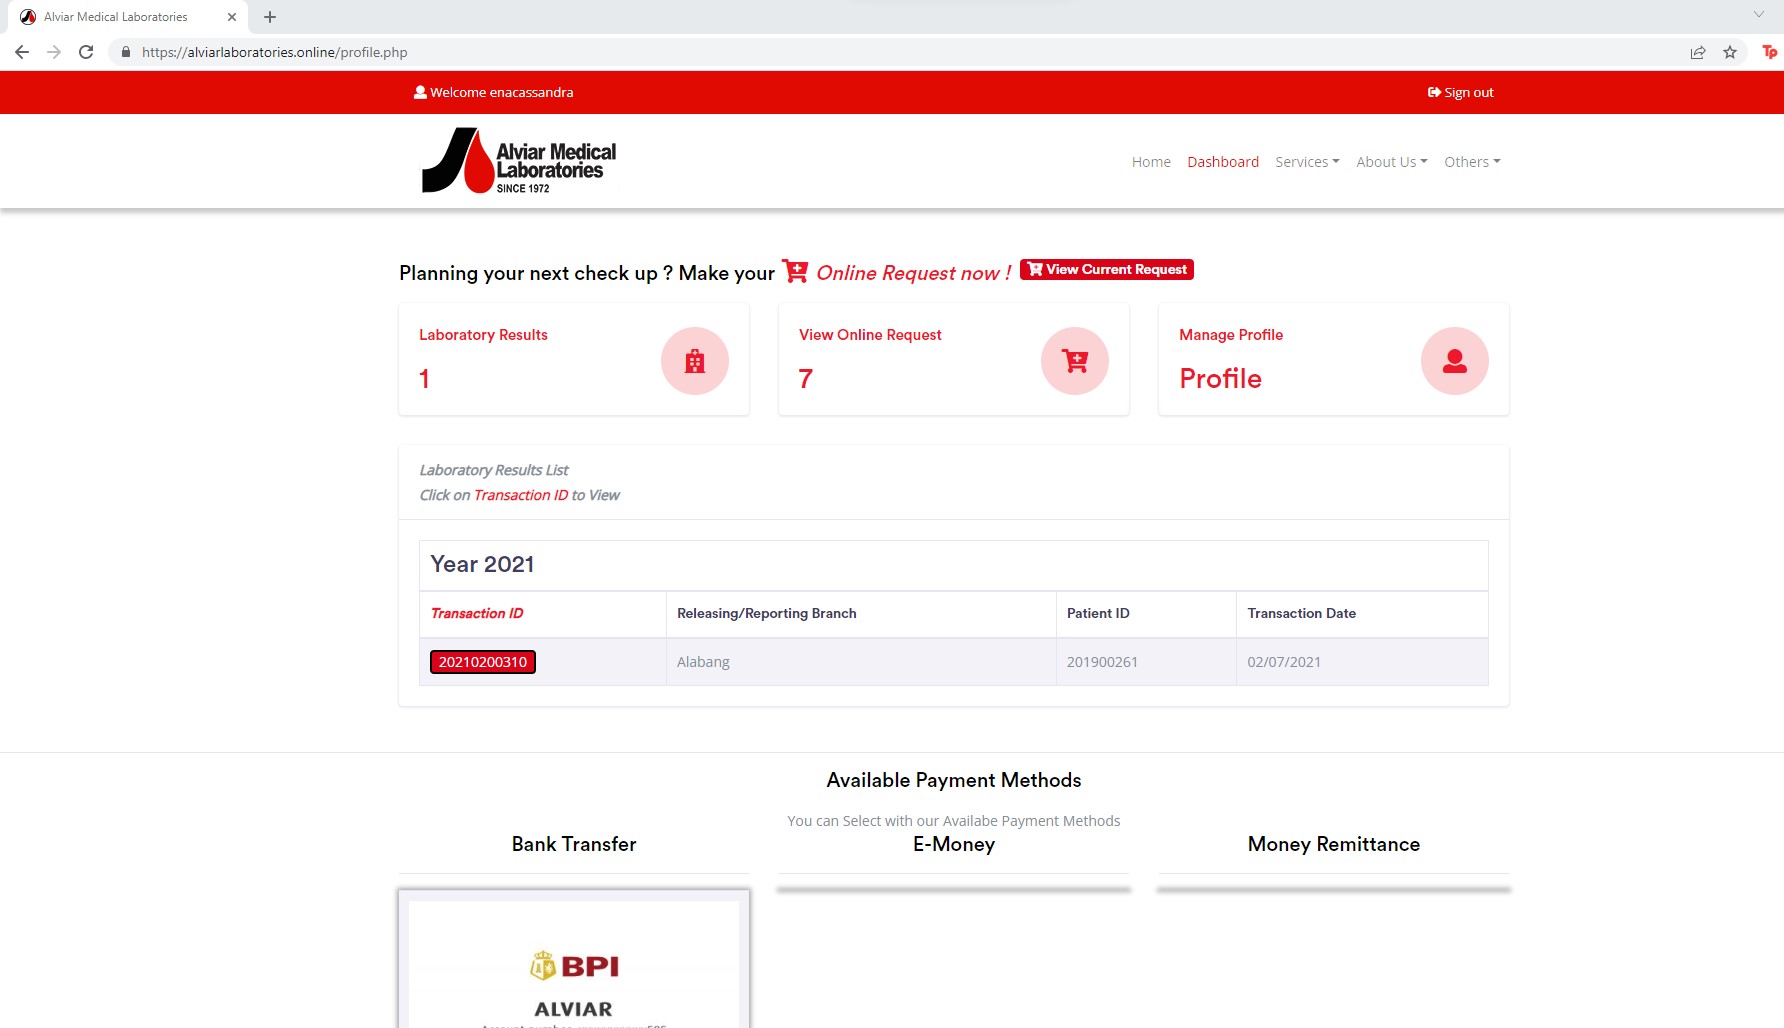 Alviar Medical Laboratories
https://alviarlaboratories.online/profile.php
Tp
Welcome enacassandra
Sign out
Alviar Medical
Laboratories
SINCE 1972
Home Dashboard Services About Us Others
Planning your next check up ? Make your Online Request now ! View Current Request
Laboratory Results
1
View Online Request
7
Manage Profile
Profile
Laboratory Results List
Click on Transaction ID to View
Year 2021
Transaction ID Releasing/Reporting Branch Patient ID Transaction Date
20210200310 Alabang 201900261 02/07/2021
Available Payment Methods
You can Select with our Availabe Payment Methods
Bank Transfer E-Money Money Remittance
BPI
ALVIAR